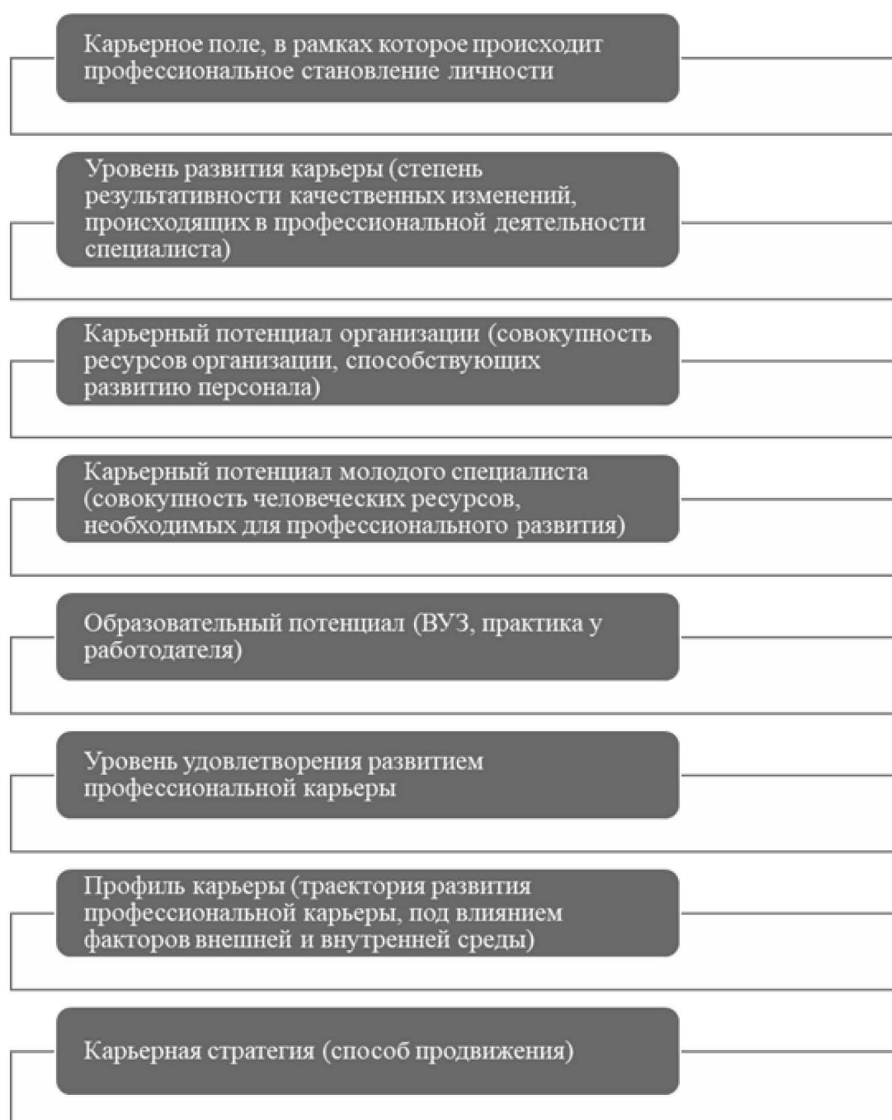 Карьерное поле, в рамках которое происходит
профессиональное становление личности
Уровень развития карьеры (степень
результативности качественных изменений,
происходящих в профессиональной деятельности
специалиста)
Карьерный потенциал организации (совокупность
ресурсов организации, способствующих
развитию персонала)
Карьерный потенциал молодого специалиста
(совокупность человеческих ресурсов,
необходимых для профессионального развития)
Образовательный потенциал (ВУЗ, практика у
работодателя)
Уровень удовлетворения развитием
профессиональной карьеры
Профиль карьеры (траектория развития
профессиональной карьеры, под влиянием
факторов внешней и внутренней среды)
Карьерная стратегия (способ продвижения)